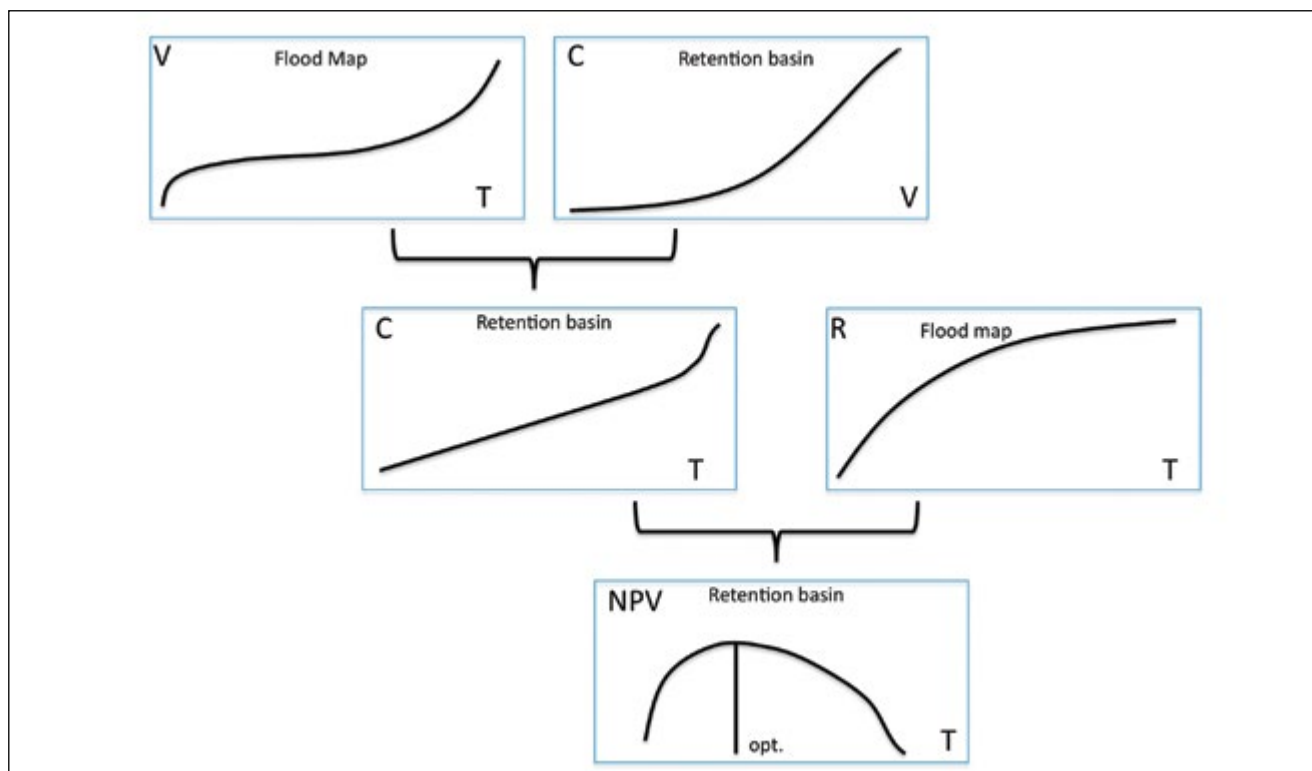 V
Flood Map
T
C
Retention basin
V
C
Retention basin
T
R
Flood map
T
NPV
Retention basin
opt.
T